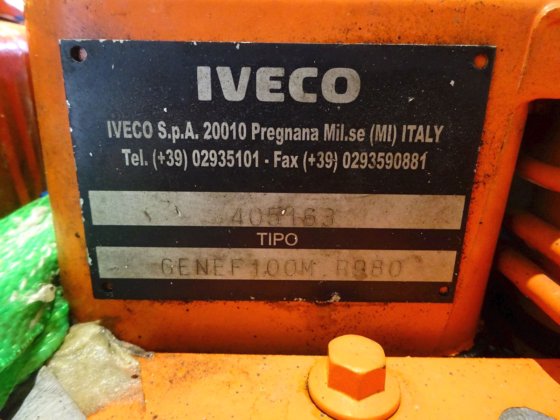 IVECO
IVECO S.p.A. 20010 Pregnana Mil.se (MI) ITALY
Tel. (+39) 02935101 - Fax (+39) 0293590881
405163
TIPO
GENEF100M.R980